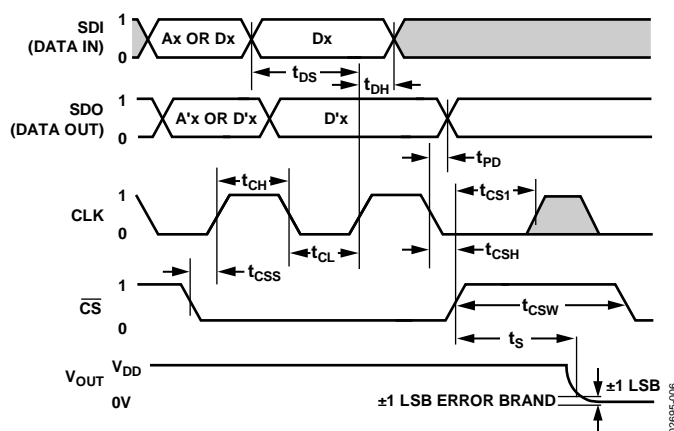 SDI
(DATA IN)
1
0
Ax OR Dx
Dx
tDS
tDH
SDO
(DATA OUT)
1
0
A'x OR D'x
D'x
tPD
CLK
1
0
tCH
tCL
tCS1
tCSH
tCSS
CS
1
0
tCSW
tS
VOUT
VDD
0V
±1 LSB
±1 LSB ERROR BRAND
02695-006